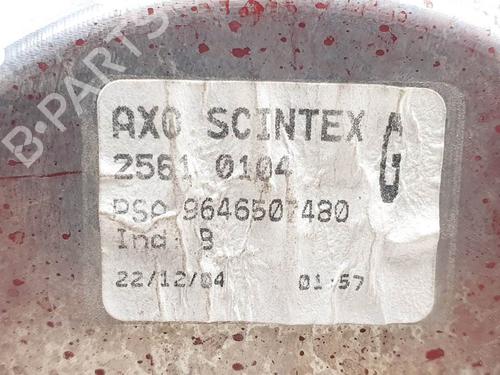 B-PARTS
AXO SCINTEX A
2561 0104 G
PSA 9646507480
Ind B
22/12/04 01:57